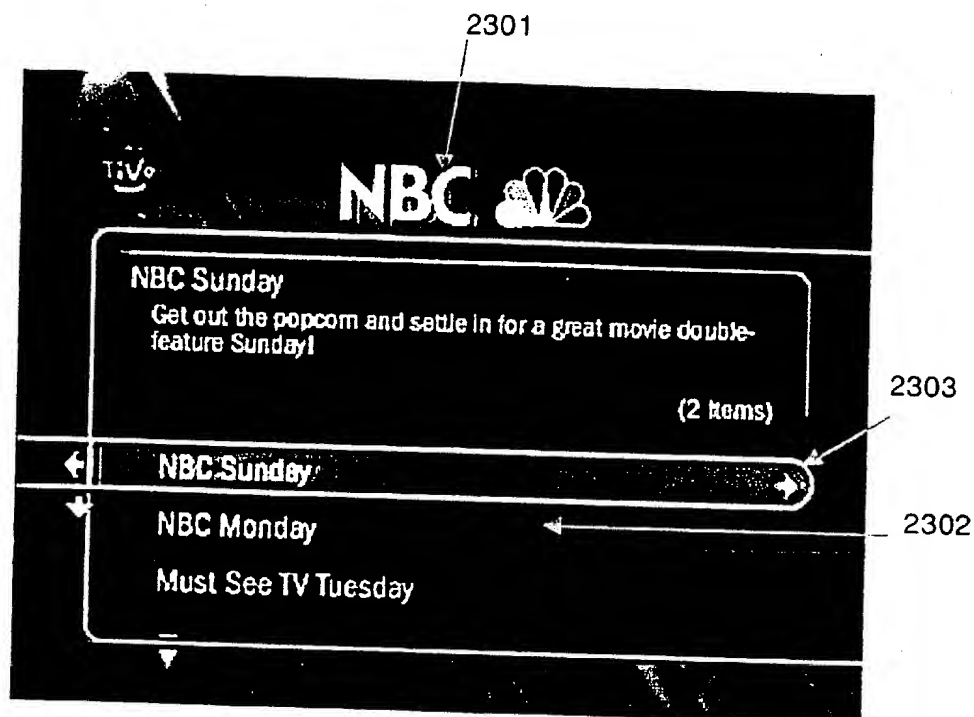 2301
TiVo
NBC
NBC Sunday
Get out the popcorn and settle in for a great movie double-
feature Sunday!
(2 items)
2303
NBC Sunday
NBC Monday
2302
Must See TV Tuesday